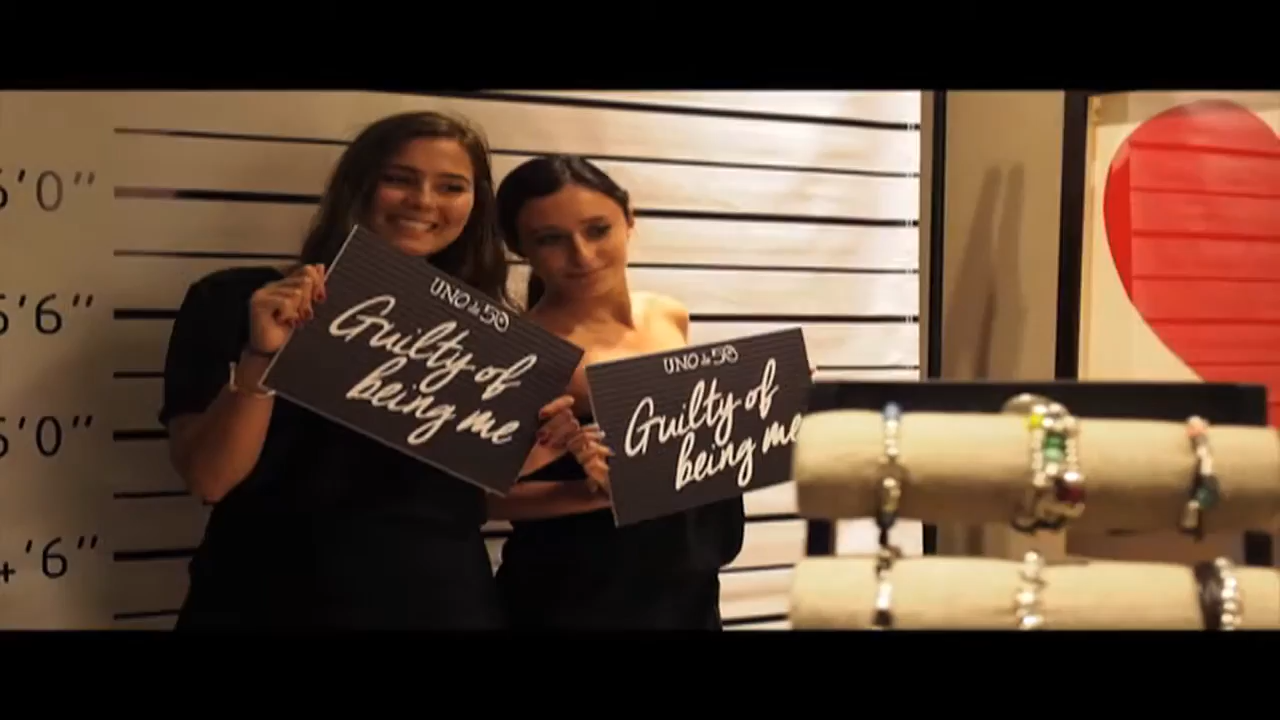 6'0"
5'6"
5'0"
4'6"
UNO de 50
Guilty of
being me
UNO de 50
Guilty of
being me